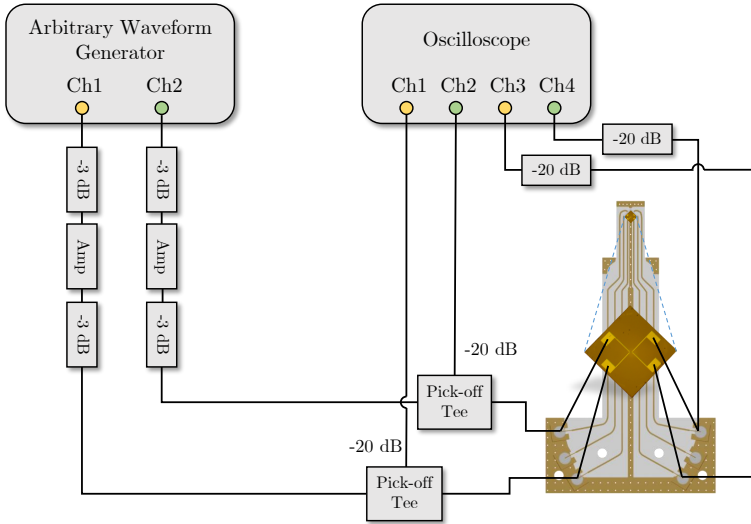 Arbitrary Waveform
Generator
Ch1
Ch2
Oscilloscope
Ch1
Ch2
Ch3
Ch4
-20 dB
-20 dB
-3 dB
-3 dB
Amp
Amp
-3 dB
-3 dB
-20 dB
Pick-off
Tee
-20 dB
Pick-off
Tee